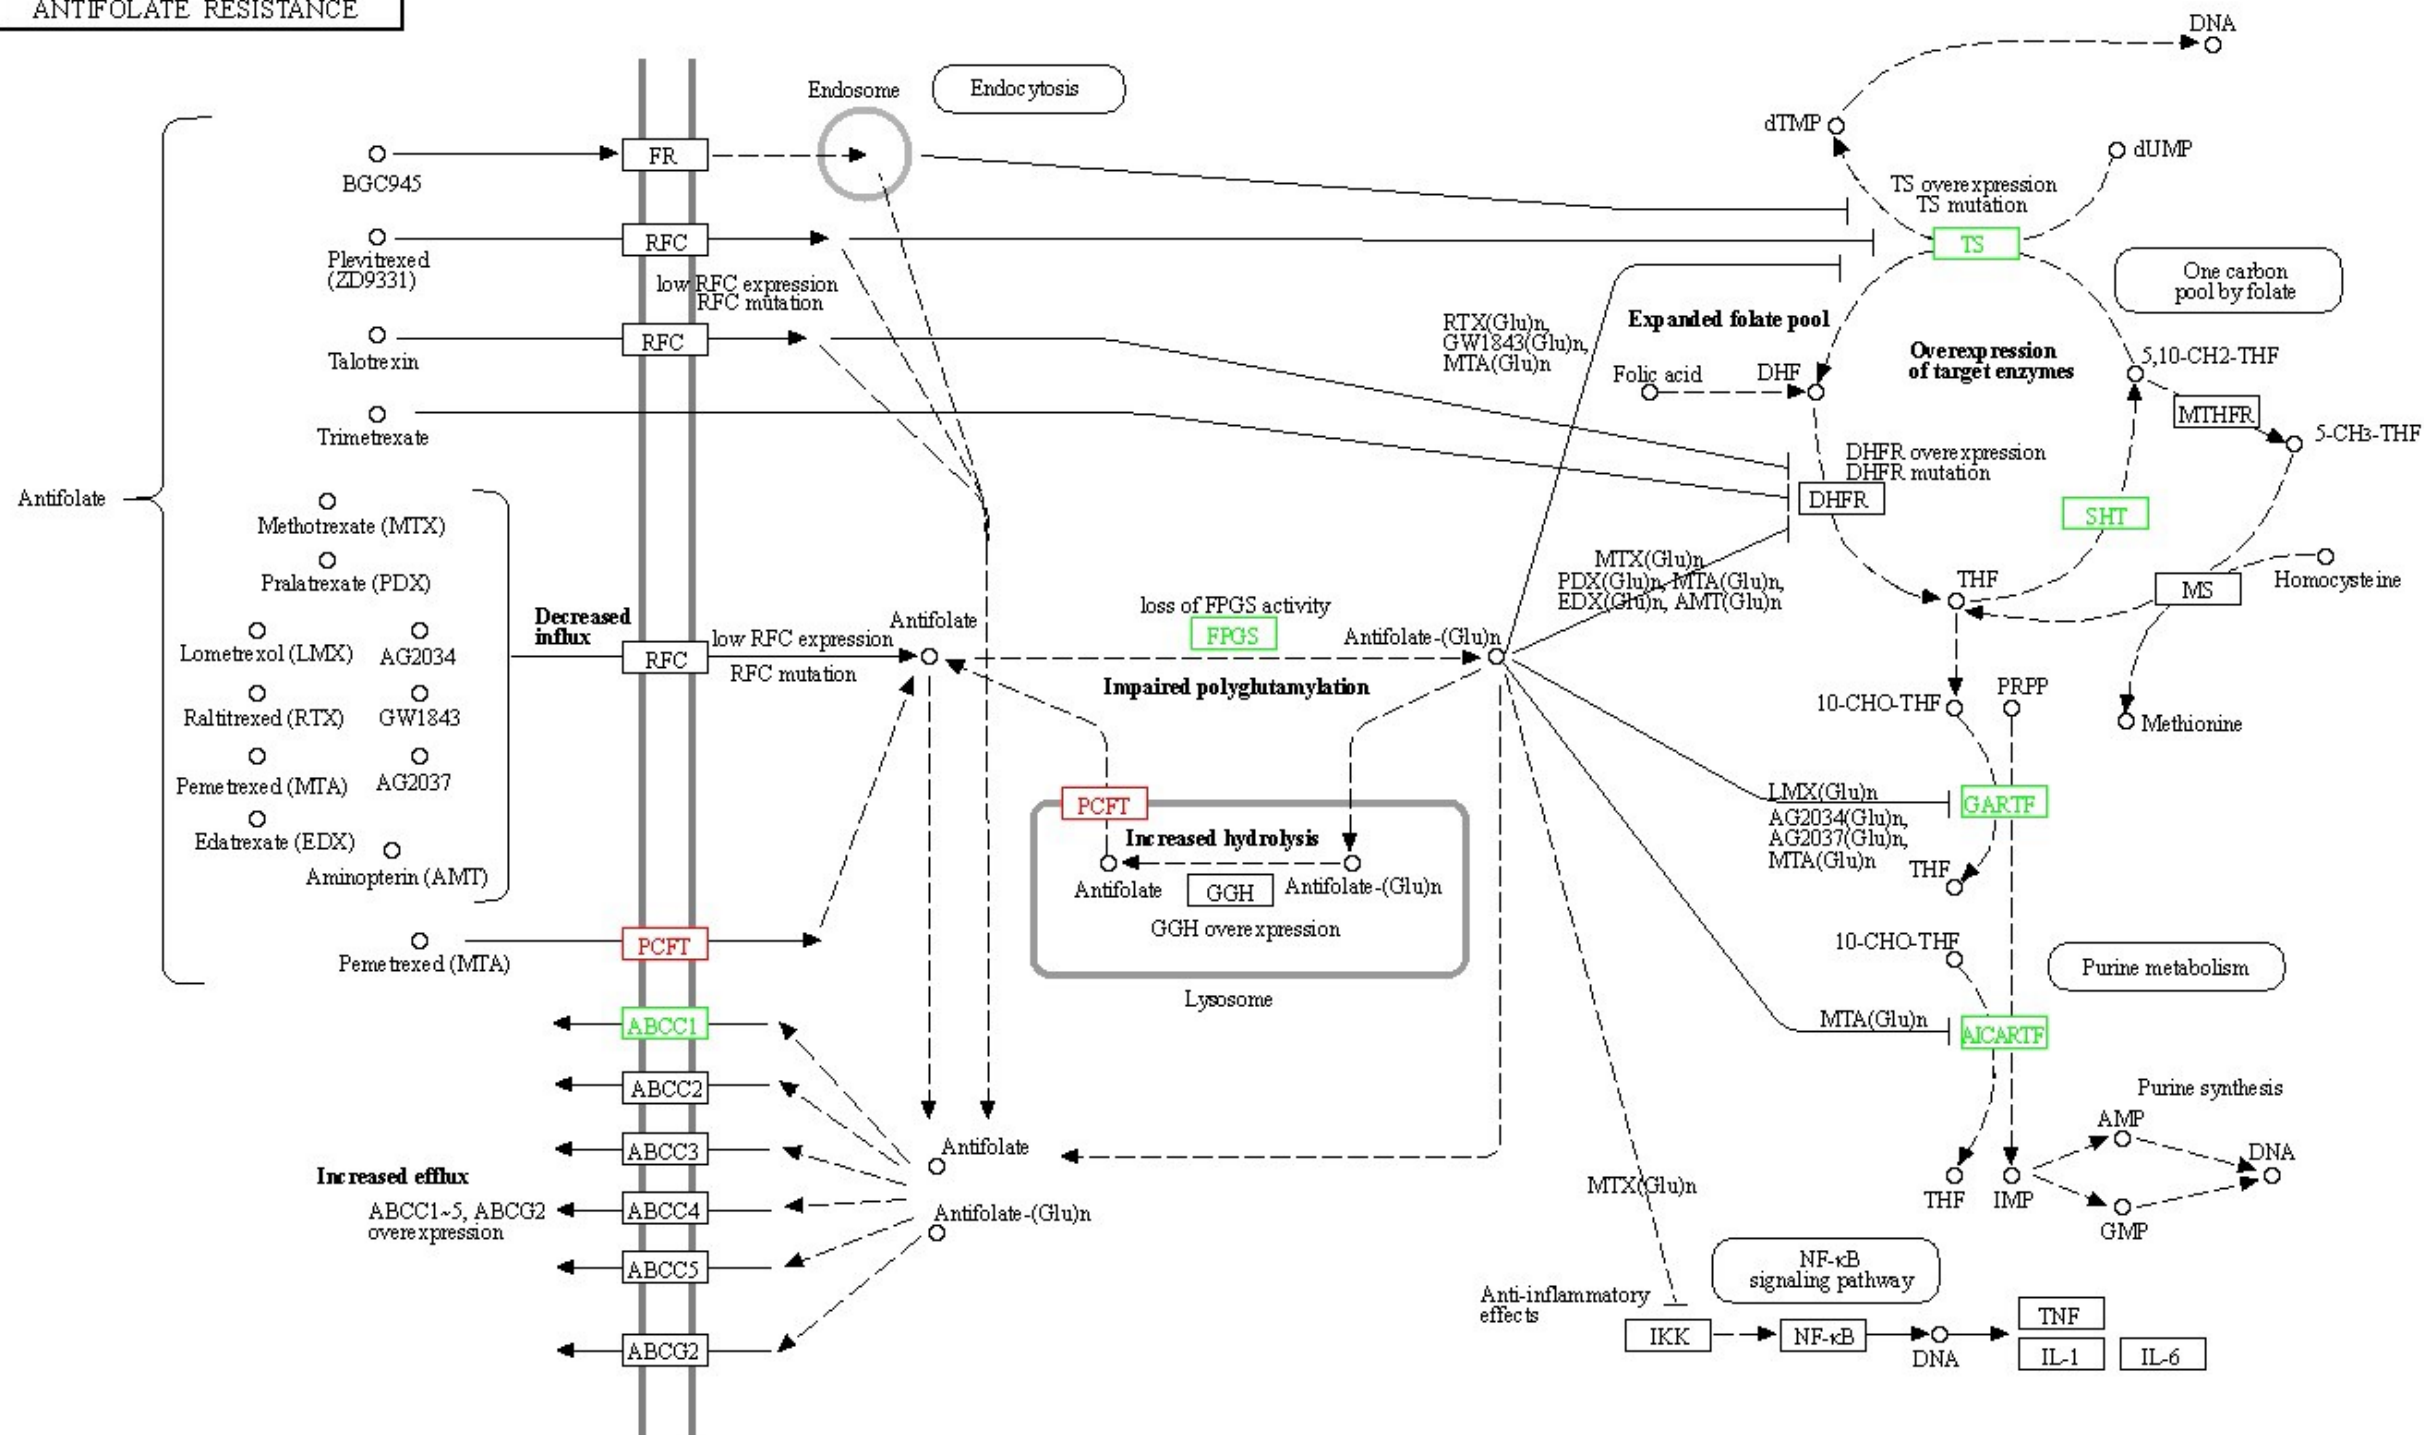 ANTIFOLATE RESISTANCE
DNA
Endosome
Endocytosis
dTMP
dUMP
FR
BGC945
TS overexpression
TS mutation
TS
RFC
Plevitrexed
(ZD9331)
low RFC expression
RFC mutation
One carbon
pool by folate
RFC
Talotrexin
RTX(Glu)n,
GW1843(Glu)n,
MTA(Glu)n
Expanded folate pool
Overexpression
of target enzymes
5,10-CH2-THF
Folic acid
DHF
MTHFR
5-CH3-THF
Trimetrexate
DHFR overexpression
DHFR mutation
DHFR
SHT
Antifolate
Methotrexate (MTX)
Pralatrexate (PDX)
Lometrexol (LMX)
AG2034
Raltitrexed (RTX)
GW1843
Pemetrexed (MTA)
AG2037
Edatrexate (EDX)
Aminopterin (AMT)
Decreased
influx
RFC
low RFC expression
RFC mutation
Antifolate
loss of FPGS activity
FPGS
Impaired polyglutamylation
Antifolate-(Glu)n
MTX(Glu)n
PDX(Glu)n, MTA(Glu)n,
EDX(Glu)n, AMT(Glu)n
THF
MS
Homocysteine
10-CHO-THF
PRPP
Methionine
PCFT
Increased hydrolysis
Antifolate
GGH
Antifolate-(Glu)n
GGH overexpression
Lysosome
LMX(Glu)n
AG2034(Glu)n,
AG2037(Glu)n,
MTA(Glu)n
GARTF
THF
PCFT
Pemetrexed (MTA)
10-CHO-THF
Purine metabolism
MTA(Glu)n
AICARTF
ABCC1
ABCC2
ABCC3
ABCC4
ABCC5
ABCG2
Increased efflux
ABCC1~5, ABCG2
overexpression
Antifolate
Antifolate-(Glu)n
Purine synthesis
AMP
DNA
THF
IMP
GMP
MTX(Glu)n
NF-κB
signaling pathway
Anti-inflammatory
effects
IKK
NF-κB
DNA
TNF
IL-1
IL-6